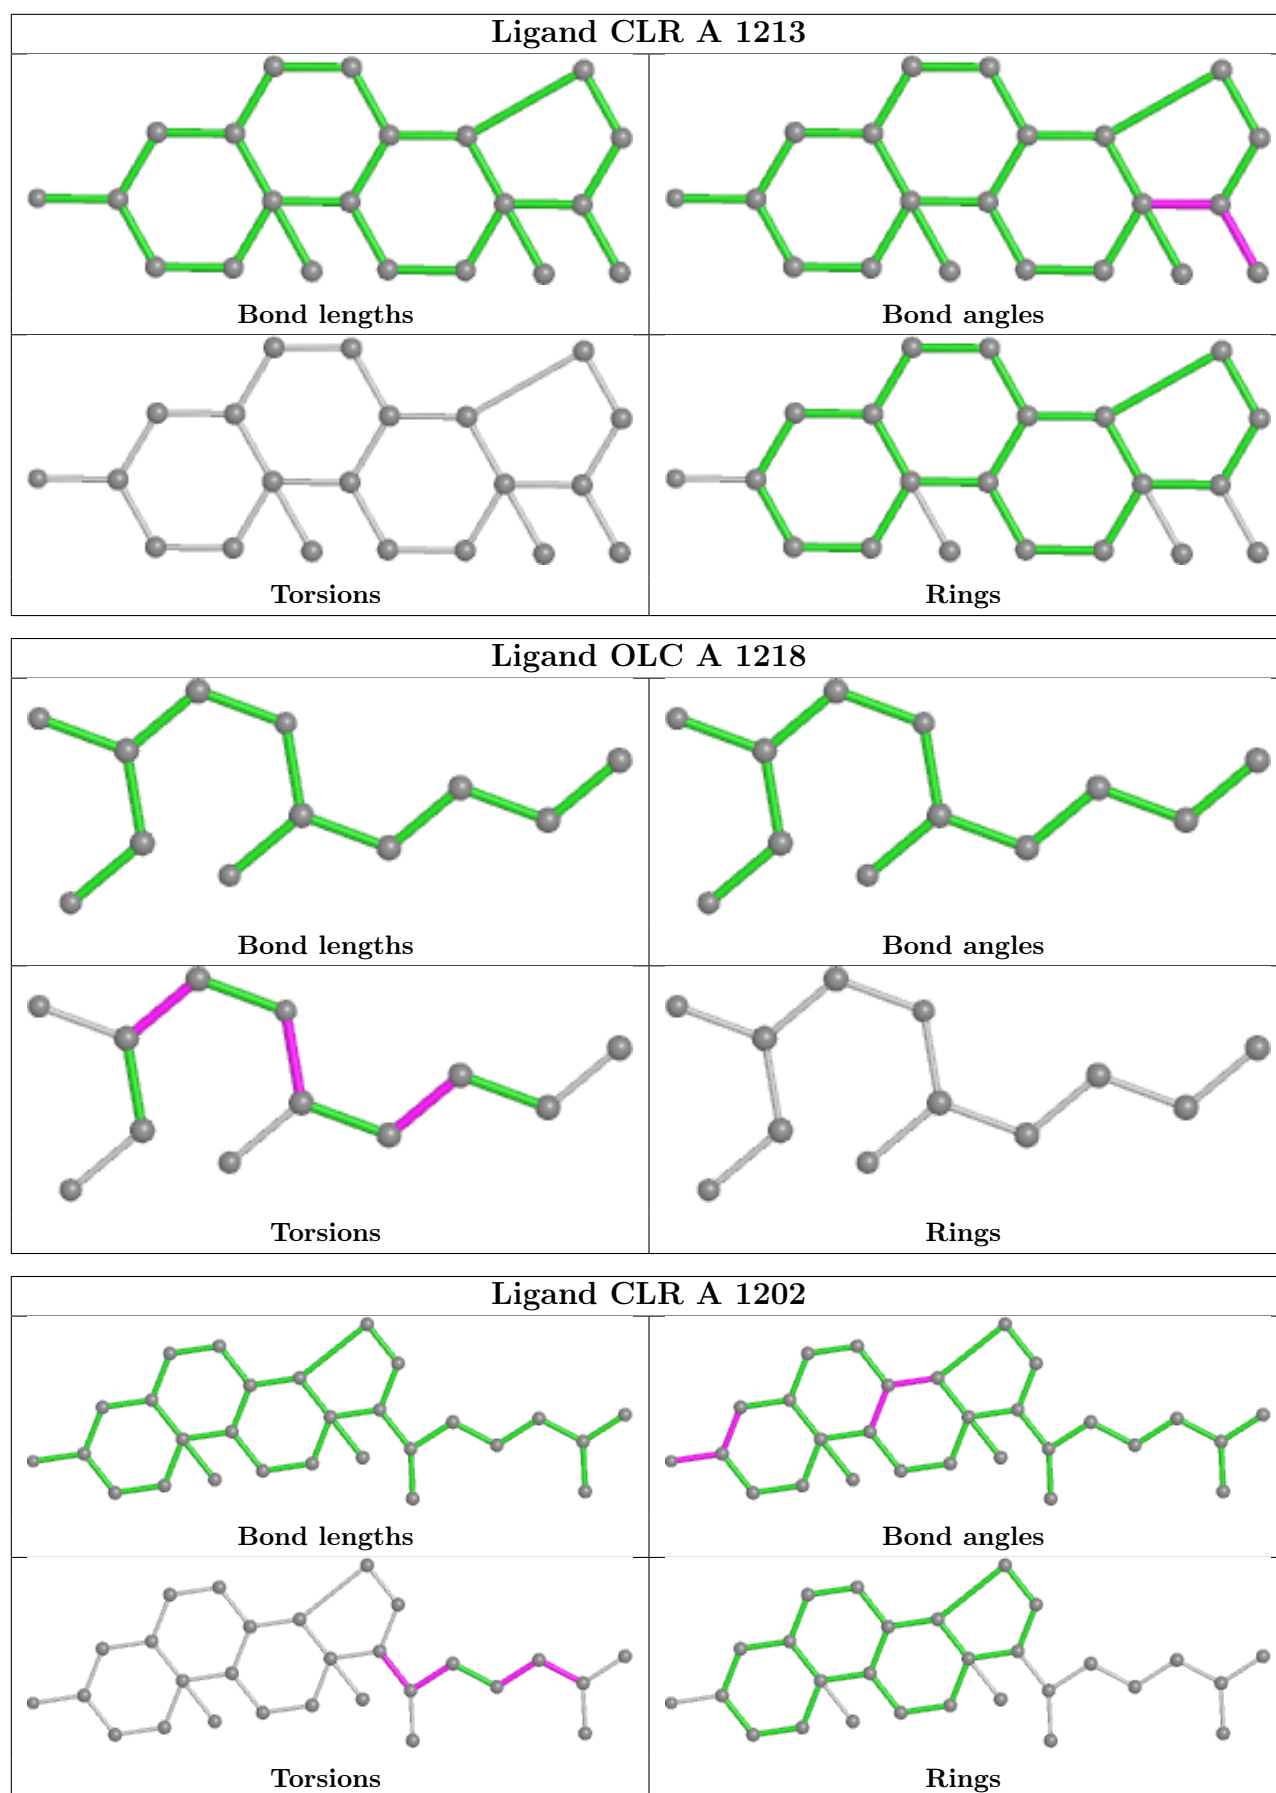 Ligand CLR A 1213
Bond lengths
Bond angles
Torsions
Rings
Ligand OLC A 1218
Bond lengths
Bond angles
Torsions
Rings
Ligand CLR A 1202
Bond lengths
Bond angles
Torsions
Rings